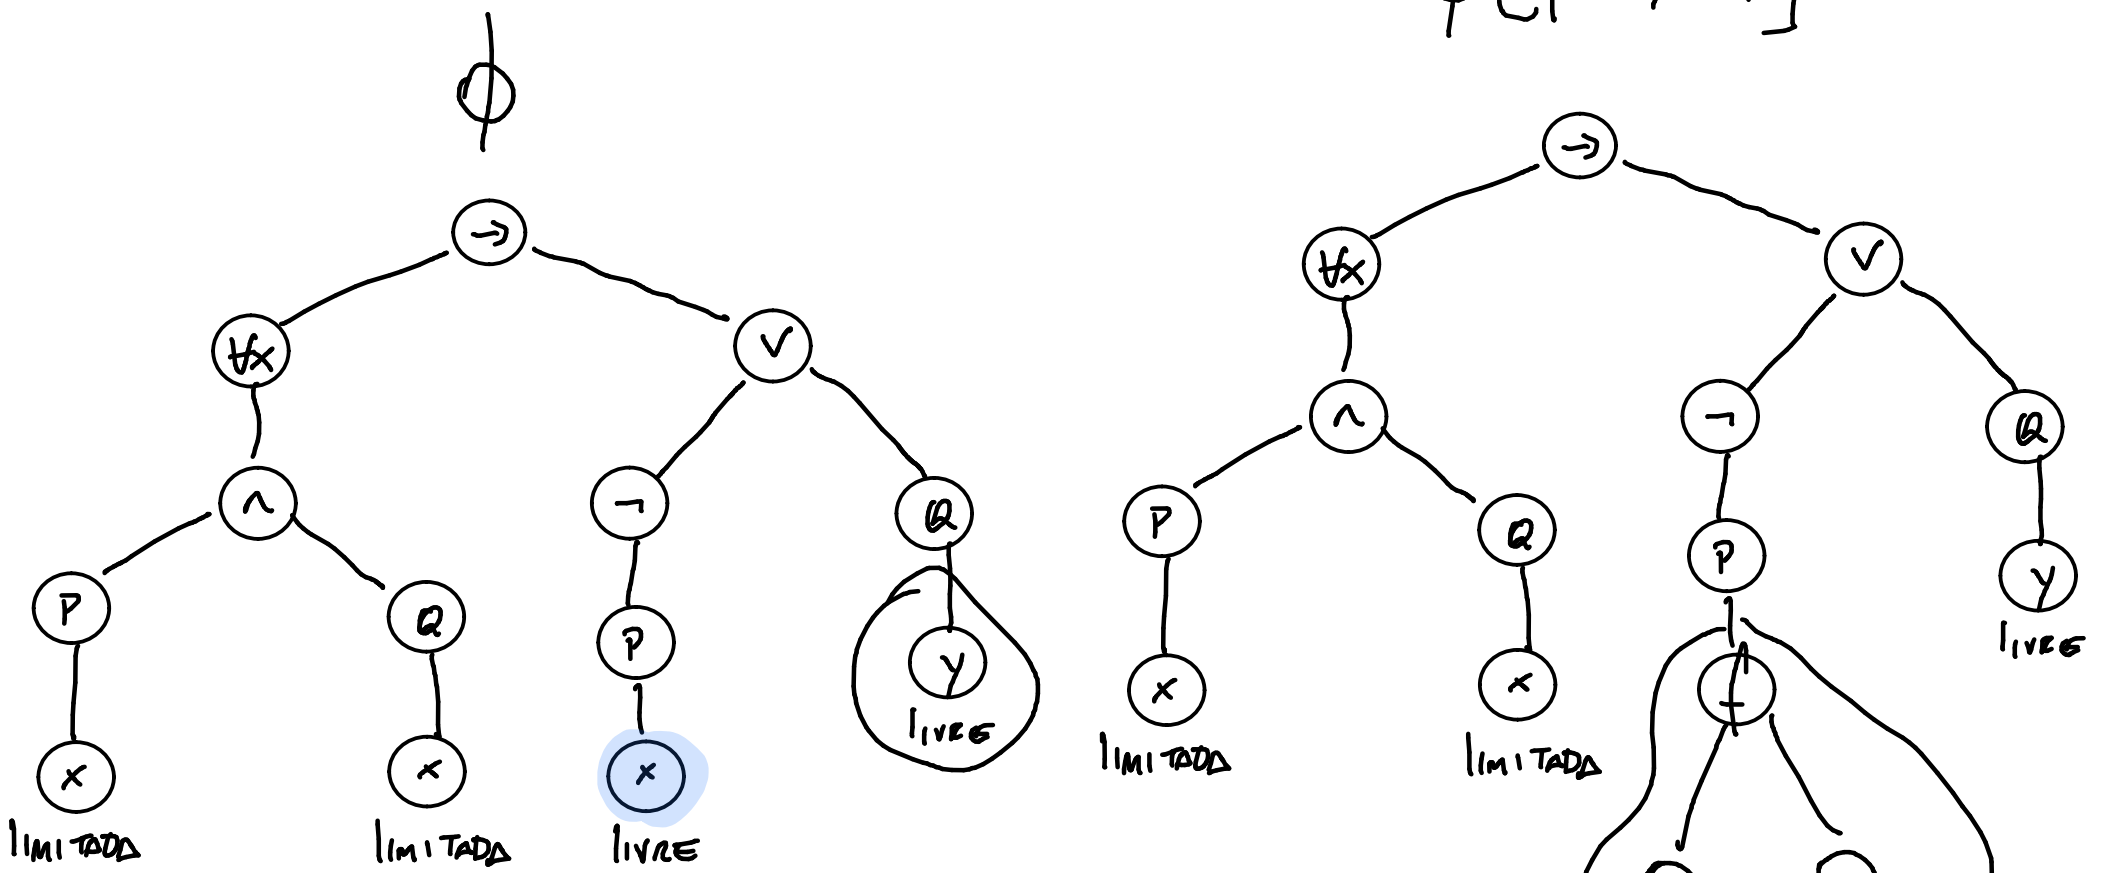 ϕ
→
∀x ∨
∧ ¬ Q
P Q P y
LIVRE
x x x
LIMITADA LIMITADA LIVRE
→
∀x ∨
∧ ¬ Q
P Q P y
LIVRE
x x +
LIMITADA LIMITADA